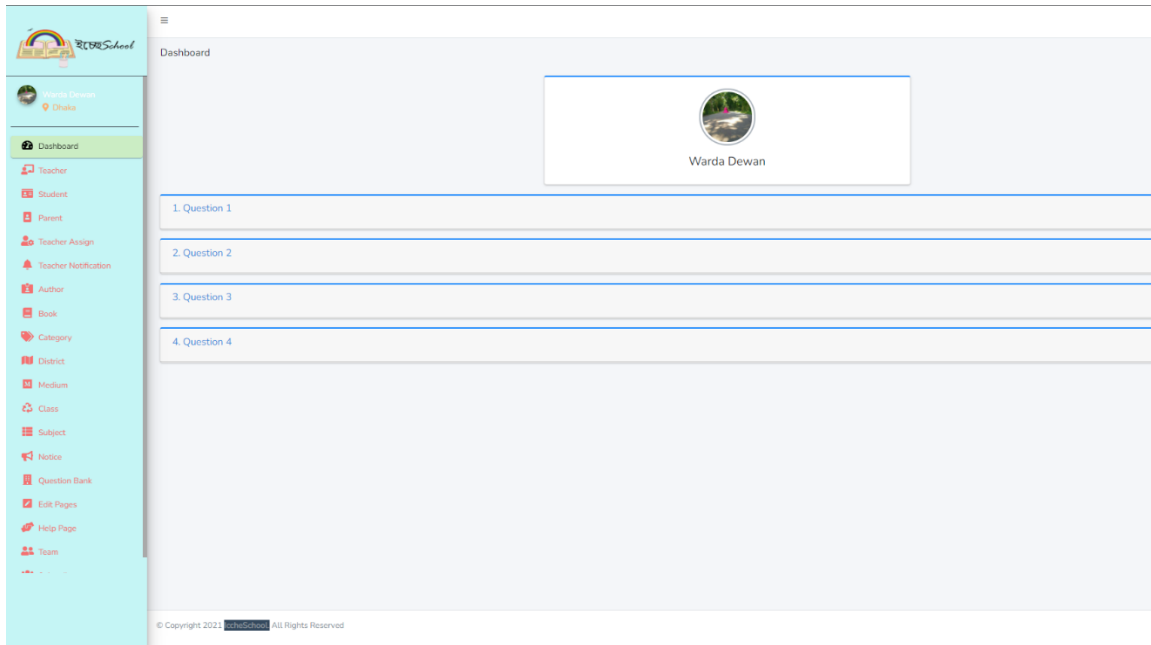 ইচ্ছেSchool
Warda Dewan
Dhaka
Dashboard
Teacher
Student
Parent
Teacher Assign
Teacher Notification
Author
Book
Category
District
Medium
Class
Subject
Notice
Question Bank
Edit Pages
Help Page
Team
Dashboard
Warda Dewan
1. Question 1
2. Question 2
3. Question 3
4. Question 4
© Copyright 2021 IccheSchool. All Rights Reserved